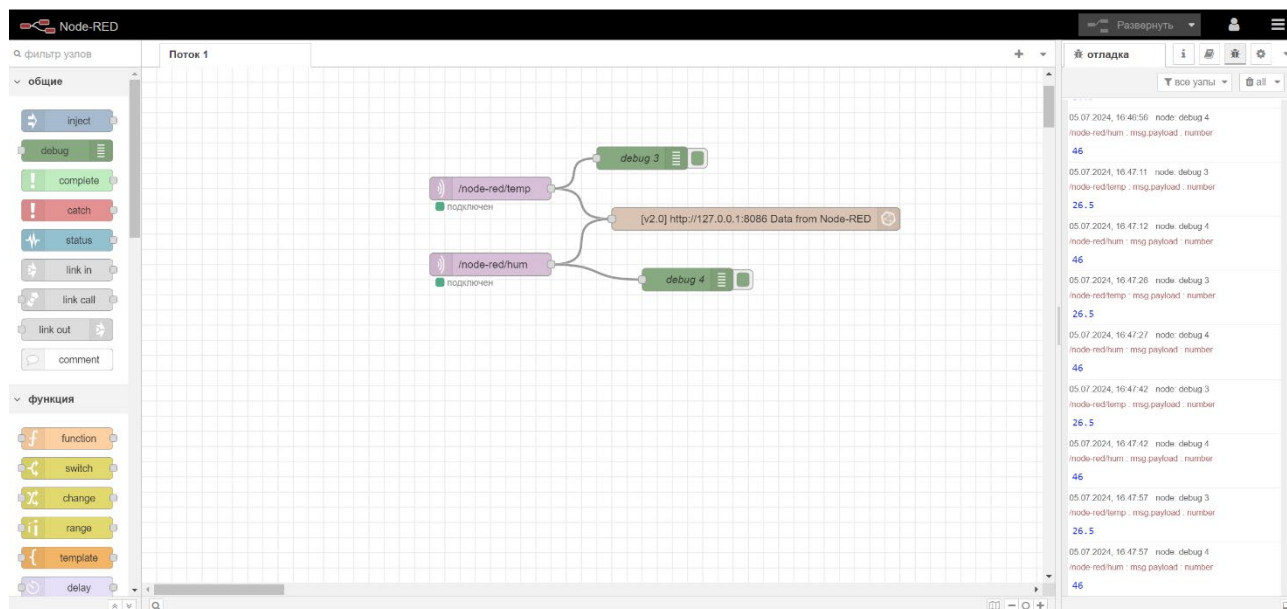 Node-RED
Развернуть
фильтр узлов
Поток 1
отладка
i
общие
все узлы
all
inject
debug
complete
catch
status
link in
link call
link out
comment
функция
function
switch
change
range
template
delay
/node-red/temp
подключен
/node-red/hum
подключен
debug 3
[v2.0] http://127.0.0.1:8086 Data from Node-RED
debug 4
05.07.2024, 16:46:56 node: debug 4
/node-red/hum : msg.payload : number
46
05.07.2024, 16:47:11 node: debug 3
/node-red/temp : msg.payload : number
26.5
05.07.2024, 16:47:12 node: debug 4
/node-red/hum : msg.payload : number
46
05.07.2024, 16:47:26 node: debug 3
/node-red/temp : msg.payload : number
26.5
05.07.2024, 16:47:27 node: debug 4
/node-red/hum : msg.payload : number
46
05.07.2024, 16:47:42 node: debug 3
/node-red/temp : msg.payload : number
26.5
05.07.2024, 16:47:42 node: debug 4
/node-red/hum : msg.payload : number
46
05.07.2024, 16:47:57 node: debug 3
/node-red/temp : msg.payload : number
26.5
05.07.2024, 16:47:57 node: debug 4
/node-red/hum : msg.payload : number
46